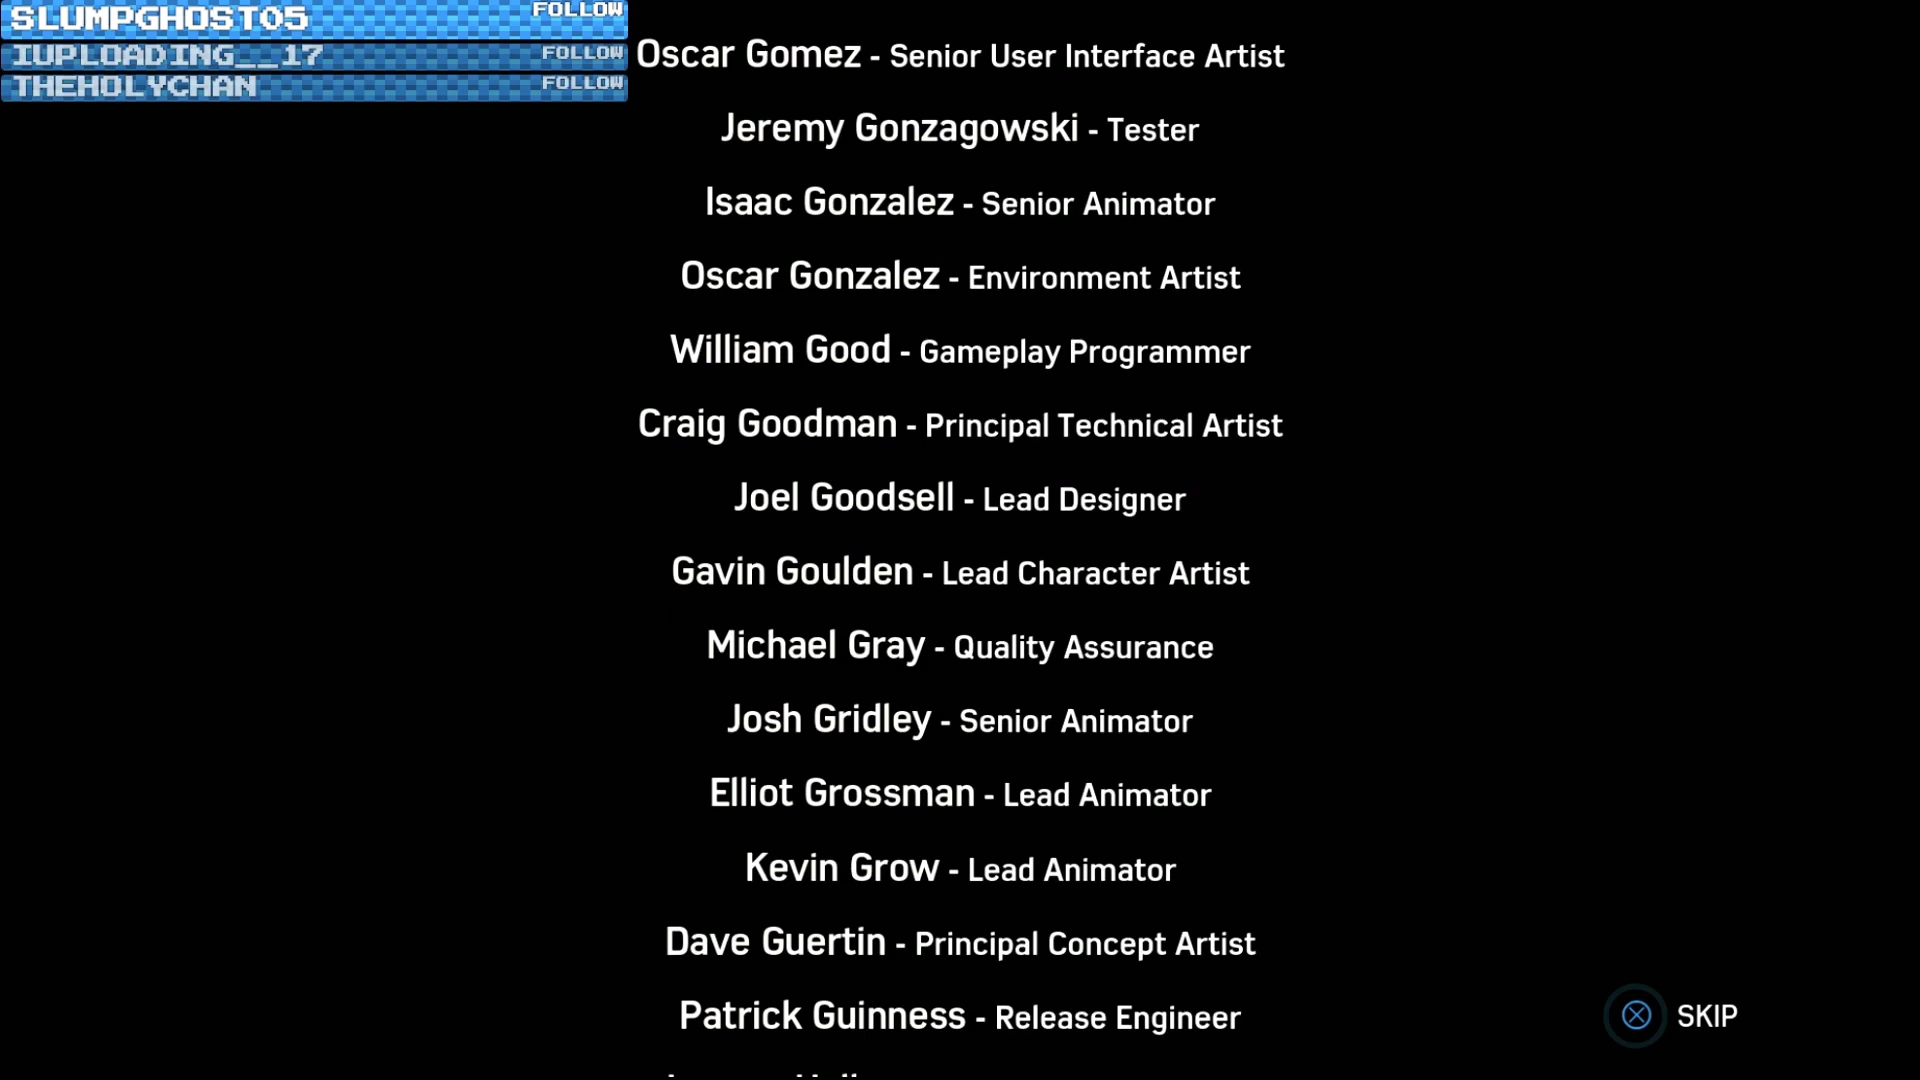 SLUMPGHOST05 FOLLOW
IUPLOADING__17 FOLLOW
THEHOLYCHAN FOLLOW
Oscar Gomez - Senior User Interface Artist
Jeremy Gonzagowski - Tester
Isaac Gonzalez - Senior Animator
Oscar Gonzalez - Environment Artist
William Good - Gameplay Programmer
Craig Goodman - Principal Technical Artist
Joel Goodsell - Lead Designer
Gavin Goulden - Lead Character Artist
Michael Gray - Quality Assurance
Josh Gridley - Senior Animator
Elliot Grossman - Lead Animator
Kevin Grow - Lead Animator
Dave Guertin - Principal Concept Artist
Patrick Guinness - Release Engineer
SKIP